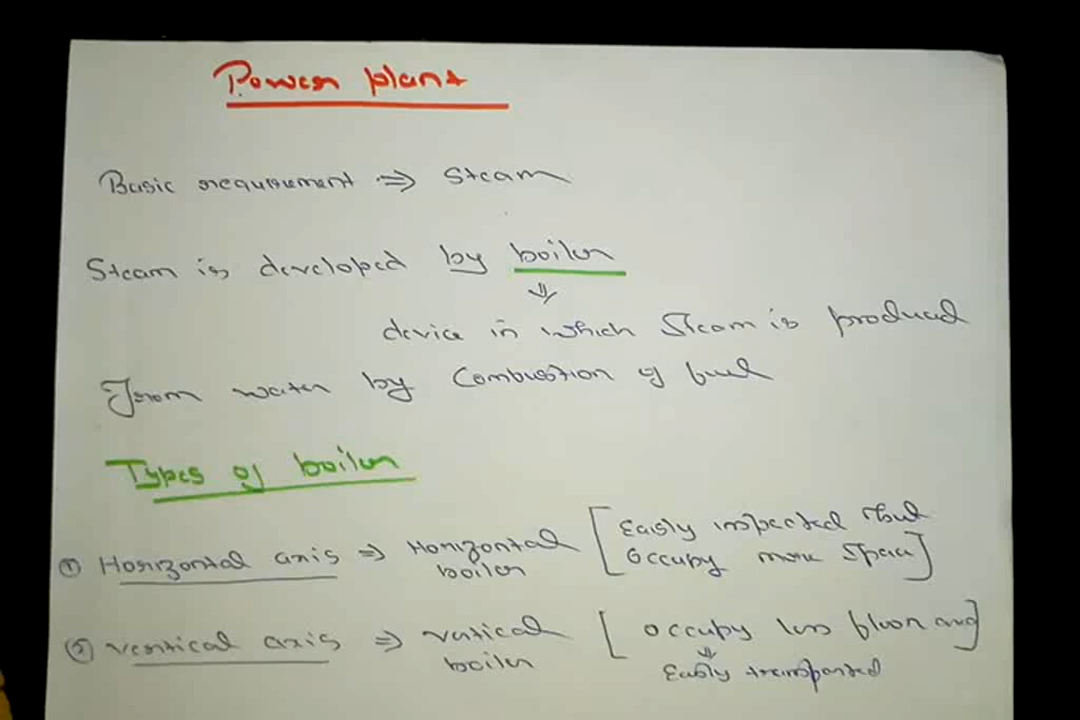 Power plant
Basic requirement ⇒ Steam
Steam is developed by boiler
⇓
device in which Steam is produced
From water by Combustion of fuel
Types of boiler
① Horizontal axis ⇒ Horizontal boiler [Easily inspected but Occupy more Space]
② Vertical axis ⇒ vertical boiler [Occupy less floor area]
⇓
Easily transported